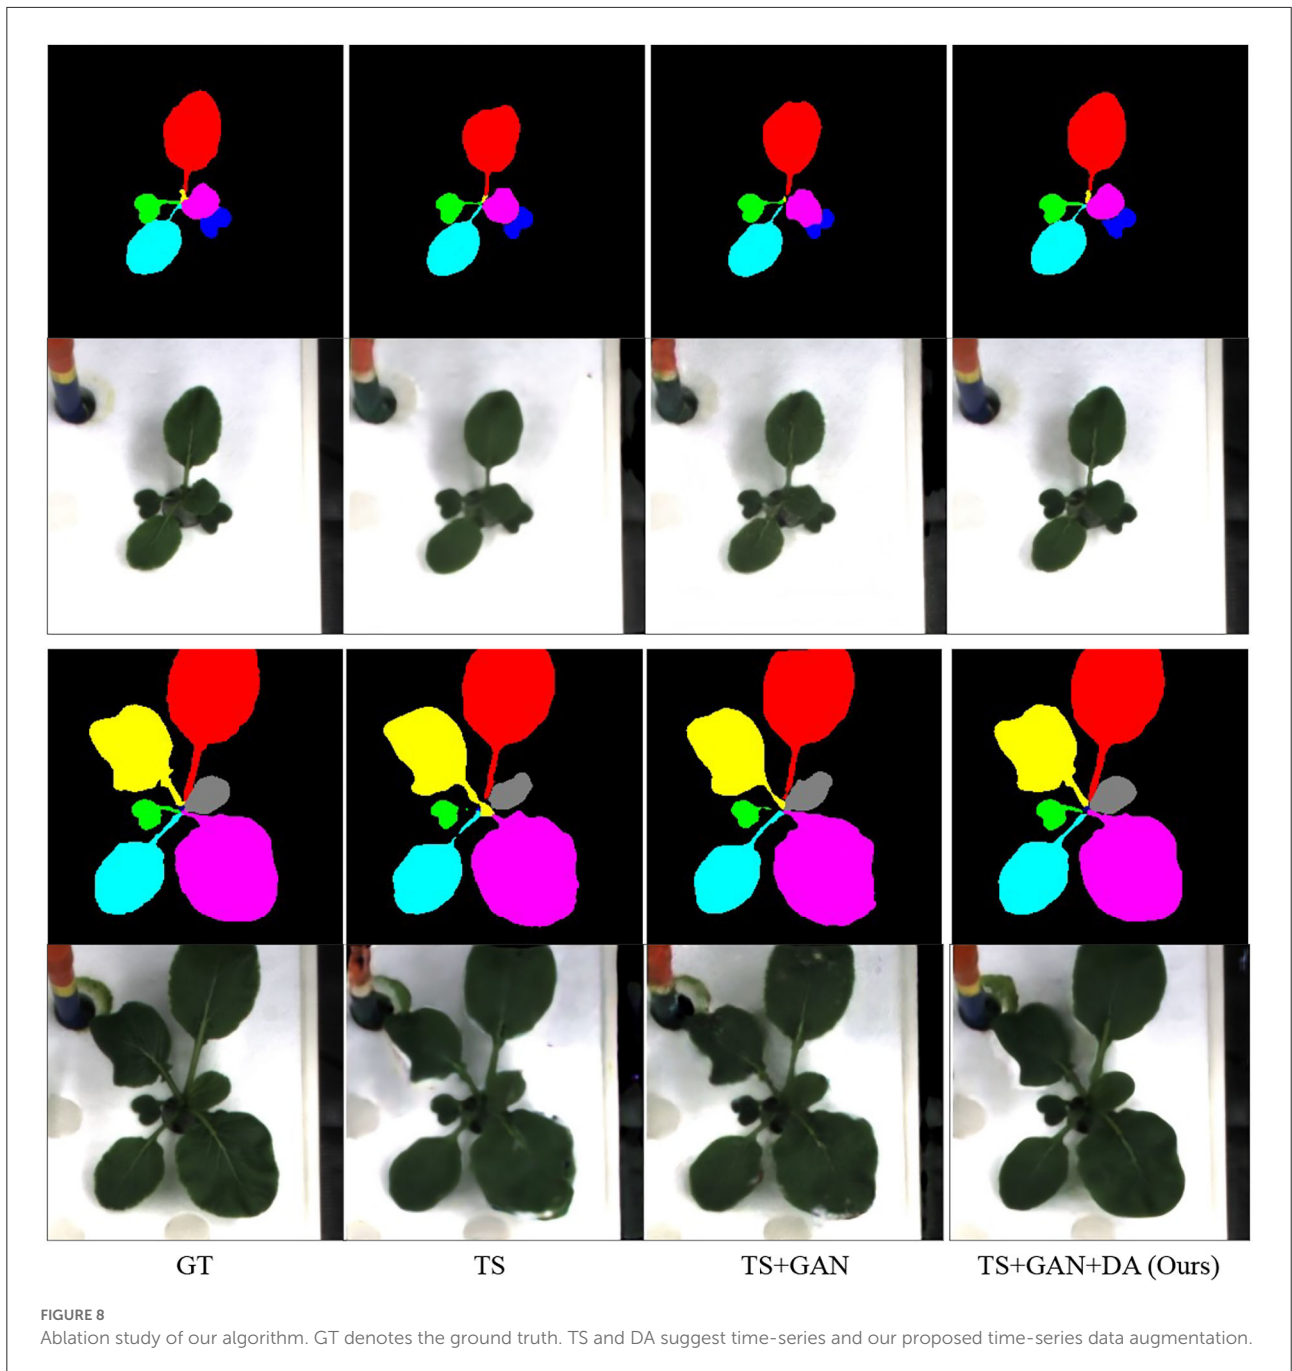 GT
TS
TS+GAN
TS+GAN+DA (Ours)
FIGURE 8
Ablation study of our algorithm. GT denotes the ground truth. TS and DA suggest time-series and our proposed time-series data augmentation.